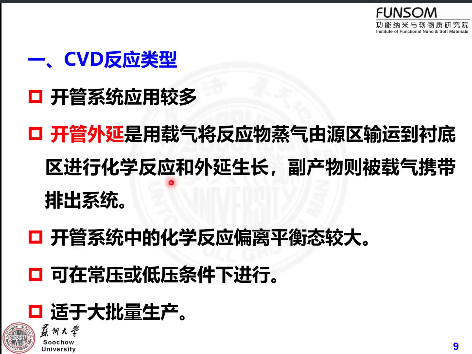 FUNSOM
功能纳米与软物质研究院
Institute of Functional Nano & Soft Materials
一、CVD反应类型
开管系统应用较多
开管外延是用载气将反应物蒸气由源区输运到衬底
区进行化学反应和外延生长，副产物则被载气携带
排出系统。
开管系统中的化学反应偏离平衡态较大。
可在常压或低压条件下进行。
适于大批量生产。
苏州大学
Soochow
University
9